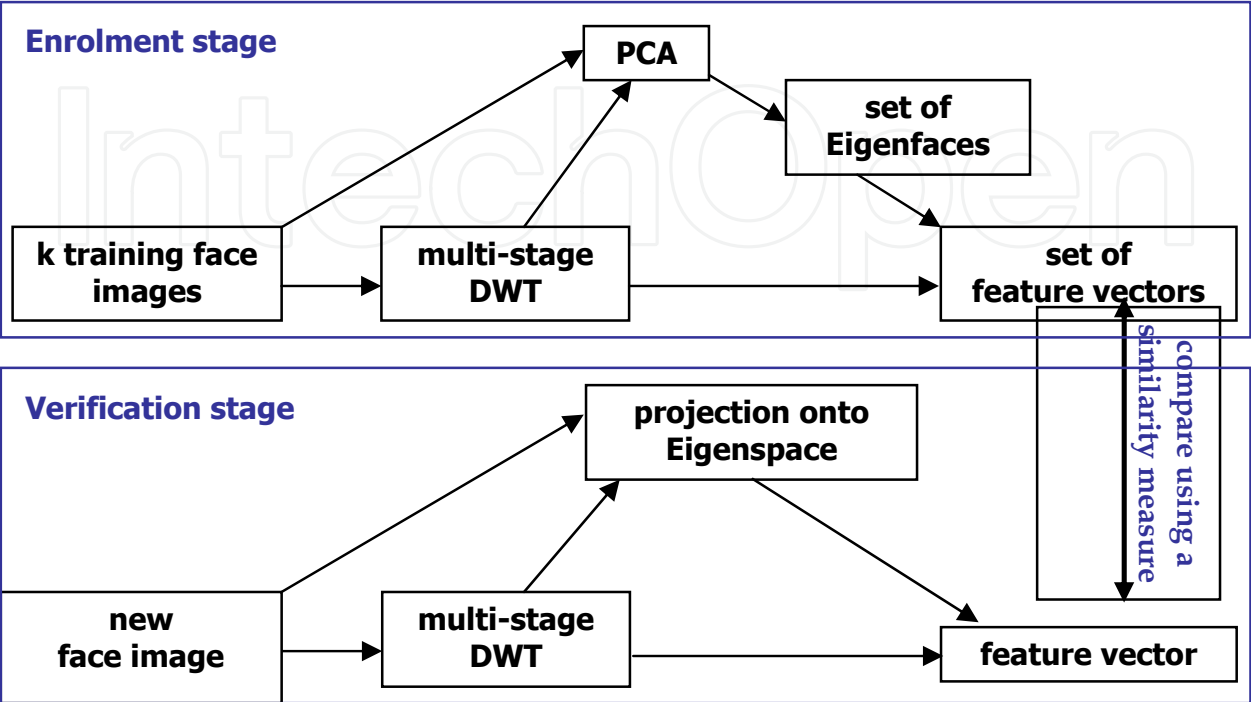 Enrolment stage
PCA
set of
Eigenfaces
k training face
images
multi-stage
DWT
set of
feature vectors
compare using a
similarity measure
Verification stage
projection onto
Eigenspace
new
face image
multi-stage
DWT
feature vector
IntechOpen